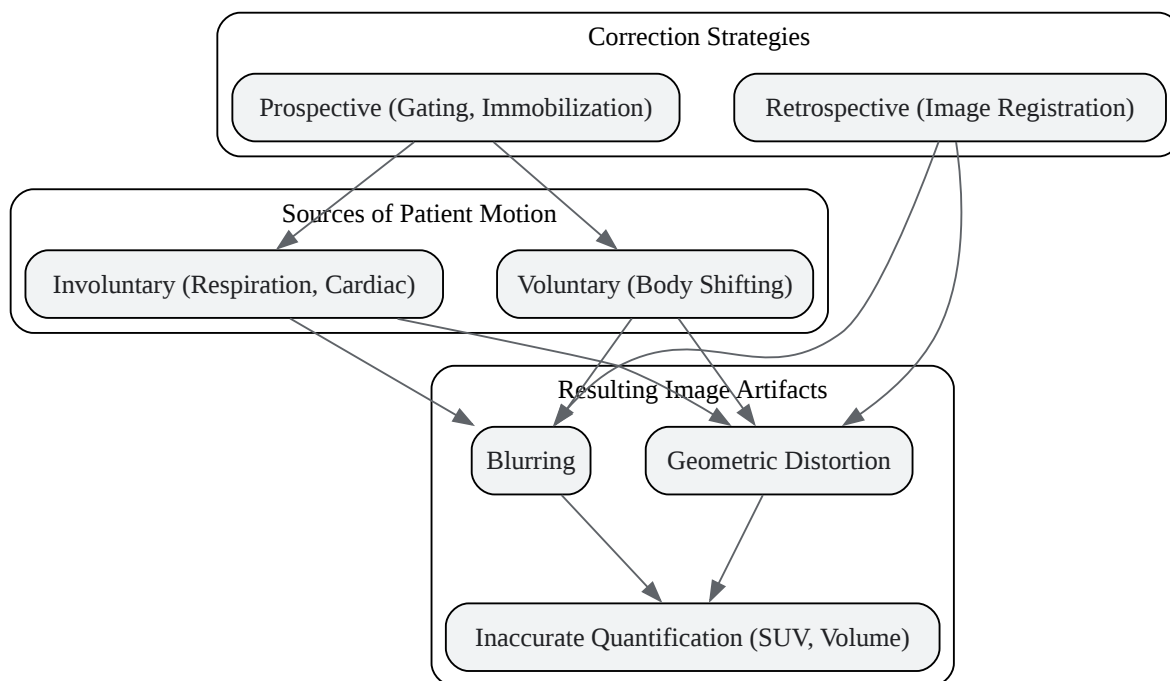 Correction Strategies
Prospective (Gating, Immobilization)
Retrospective (Image Registration)
Sources of Patient Motion
Involuntary (Respiration, Cardiac)
Voluntary (Body Shifting)
Resulting Image Artifacts
Blurring
Geometric Distortion
Inaccurate Quantification (SUV, Volume)